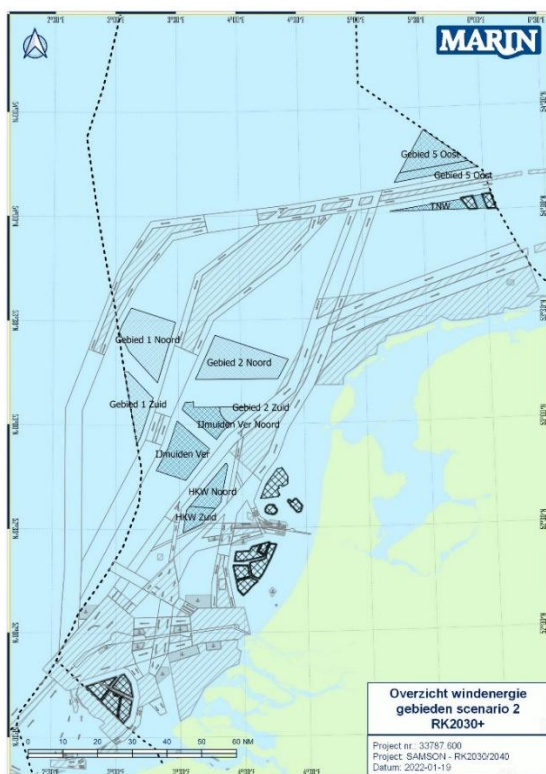 MARIN
Gebied 5 Oost
Gebied 5 Oost
TNW
Gebied 1 Noord
Gebied 2 Noord
Gebied 1 Zuid
Gebied 2 Zuid
IJmuiden Ver Noord
IJmuiden Ver
HKW Noord
HKW Zuid
Overzicht windenergie
gebieden scenario 2
RK2030+
Project nr.: 33787.600
Project: SAMSON - RK2030/2040
Datum: 2022-01-19
0 10 20 30 40 50 60 NM